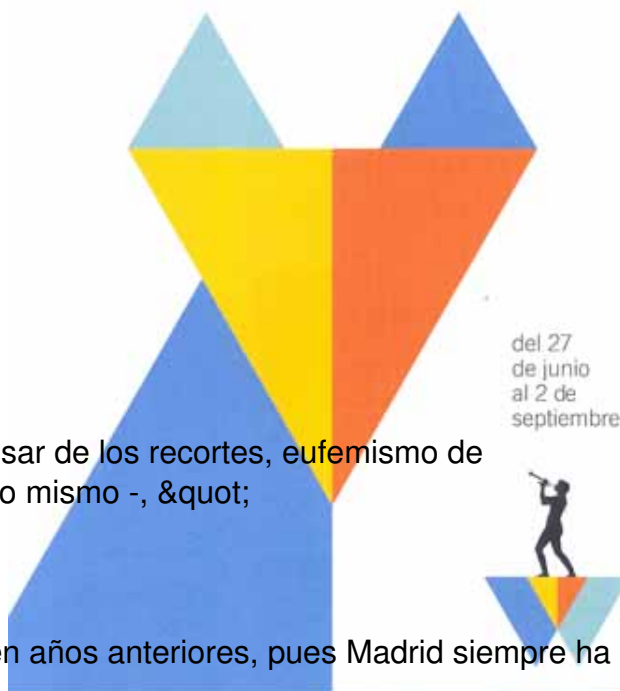 del 27
de junio
al 2 de
septiembre
sar de los recortes, eufemismo de
o mismo -, &quot;
en años anteriores, pues Madrid siempre ha